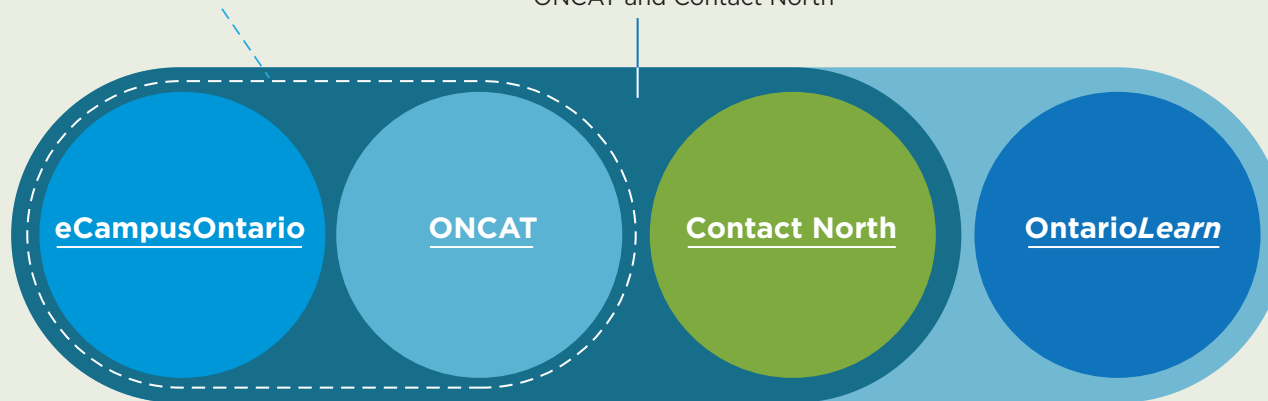 ONCAT and Contact North
eCampusOntario
ONCAT
Contact North
OntarioLearn